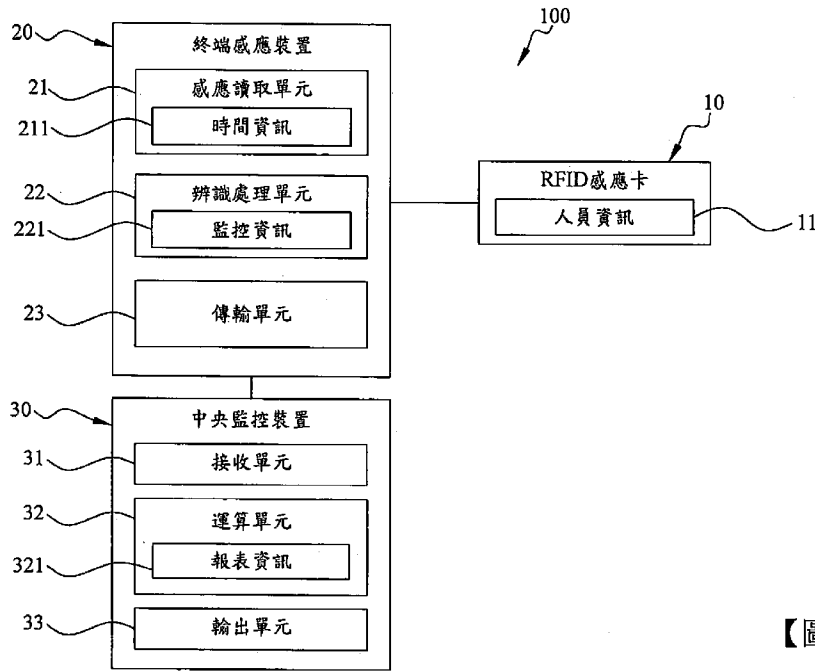 100
20
終端感應裝置
21
感應讀取單元
211
時間資訊
22
辨識處理單元
221
監控資訊
23
傳輸單元
10
RFID感應卡
人員資訊
11
30
中央監控裝置
31
接收單元
32
運算單元
321
報表資訊
33
輸出單元
【圖